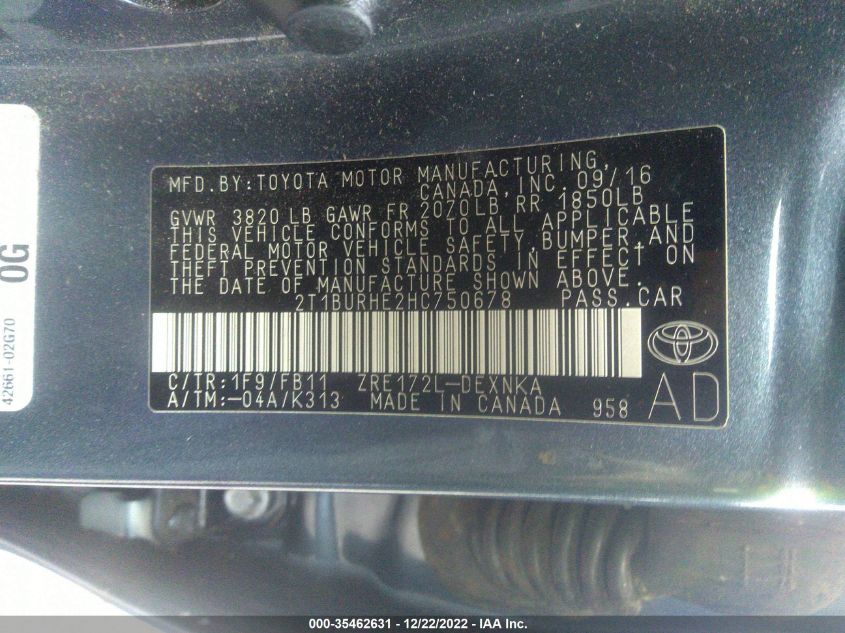 MFD.BY:TOYOTA MOTOR MANUFACTURING,
CANADA, INC. 09/16
GVWR 3820 LB GAWR FR 2020LB RR 1850LB
THIS VEHICLE CONFORMS TO ALL APPLICABLE
FEDERAL MOTOR VEHICLE SAFETY, BUMPER, AND
THEFT PREVENTION STANDARDS IN EFFECT ON
THE DATE OF MANUFACTURE SHOWN ABOVE.
2T1BURHE2HC750678 PASS.CAR
C/TR:1F9/FB11 ZRE172L-DEXNKA
A/TM:-04A/K313 MADE IN CANADA 958
AD
0G
42661-02G70
000-35462631 - 12/22/2022 - IAA Inc.